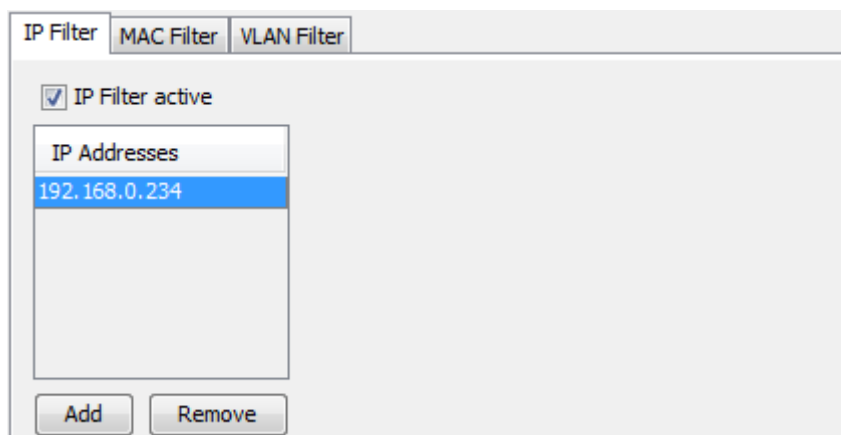 IP Filter MAC Filter VLAN Filter
IP Filter active
IP Addresses
192.168.0.234
Add Remove